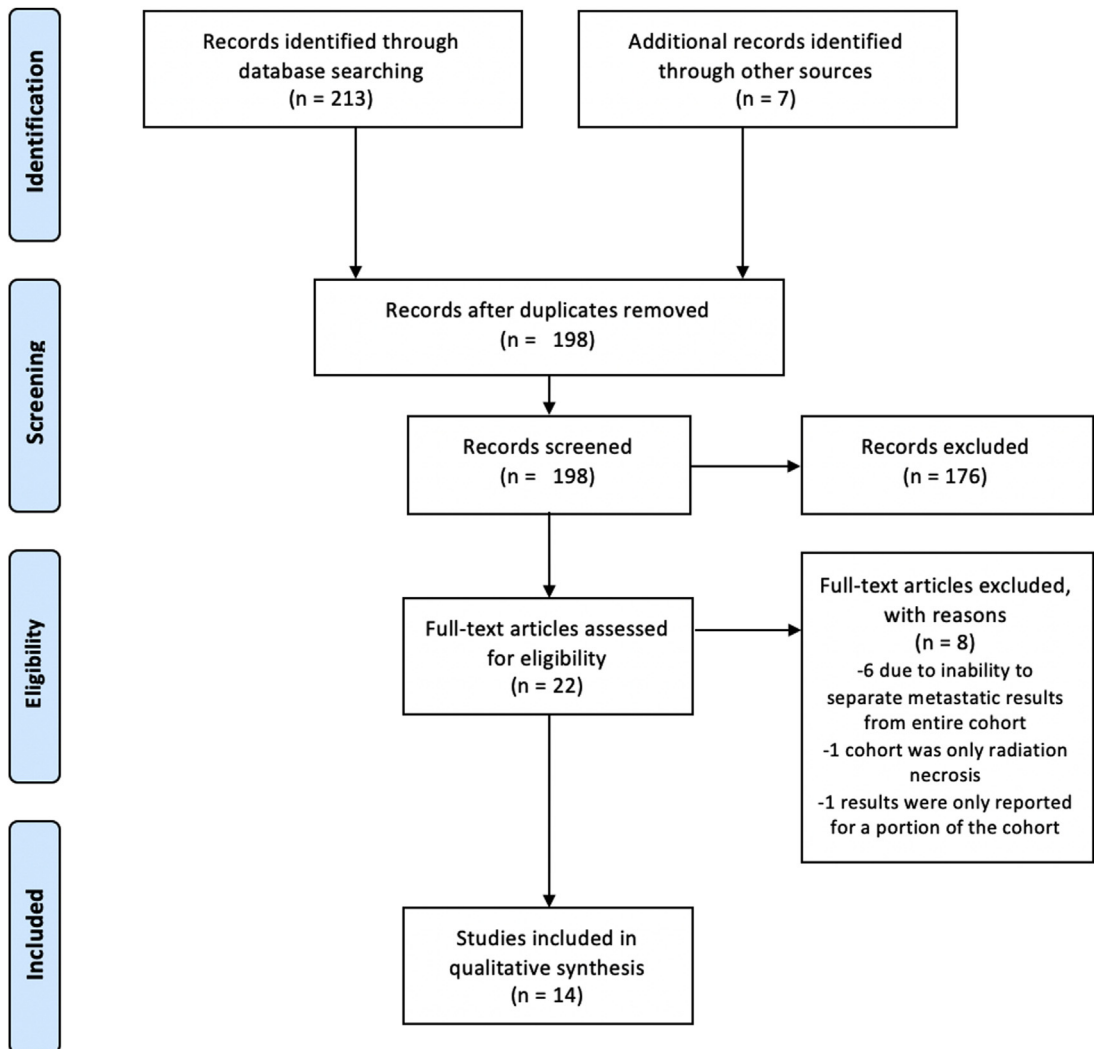 Identification
Records identified through
database searching
(n = 213)
Additional records identified
through other sources
(n = 7)
Screening
Records after duplicates removed
(n =   198)
Records screened
(n =   198)
Records excluded
(n = 176)
Eligibility
Full-text articles assessed
for eligibility
(n = 22)
Full-text articles excluded,
with reasons
(n = 8)
-6 due to inability to
separate metastatic results
from entire cohort
-1 cohort was only radiation
necrosis
-1 results were only reported
for a portion of the cohort
Included
Studies included in
qualitative synthesis
(n = 14)